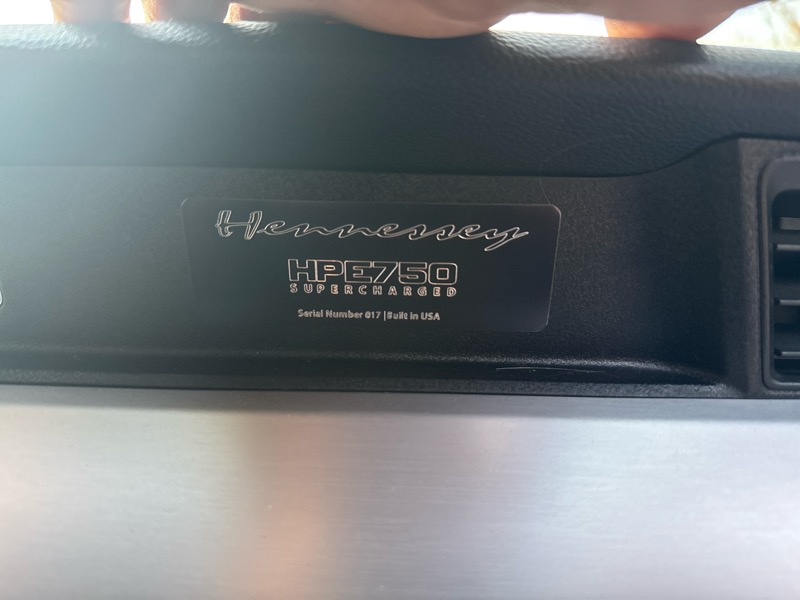 Hennessey
HPE750
SUPERCHARGED
Serial Number 017 | Built in USA